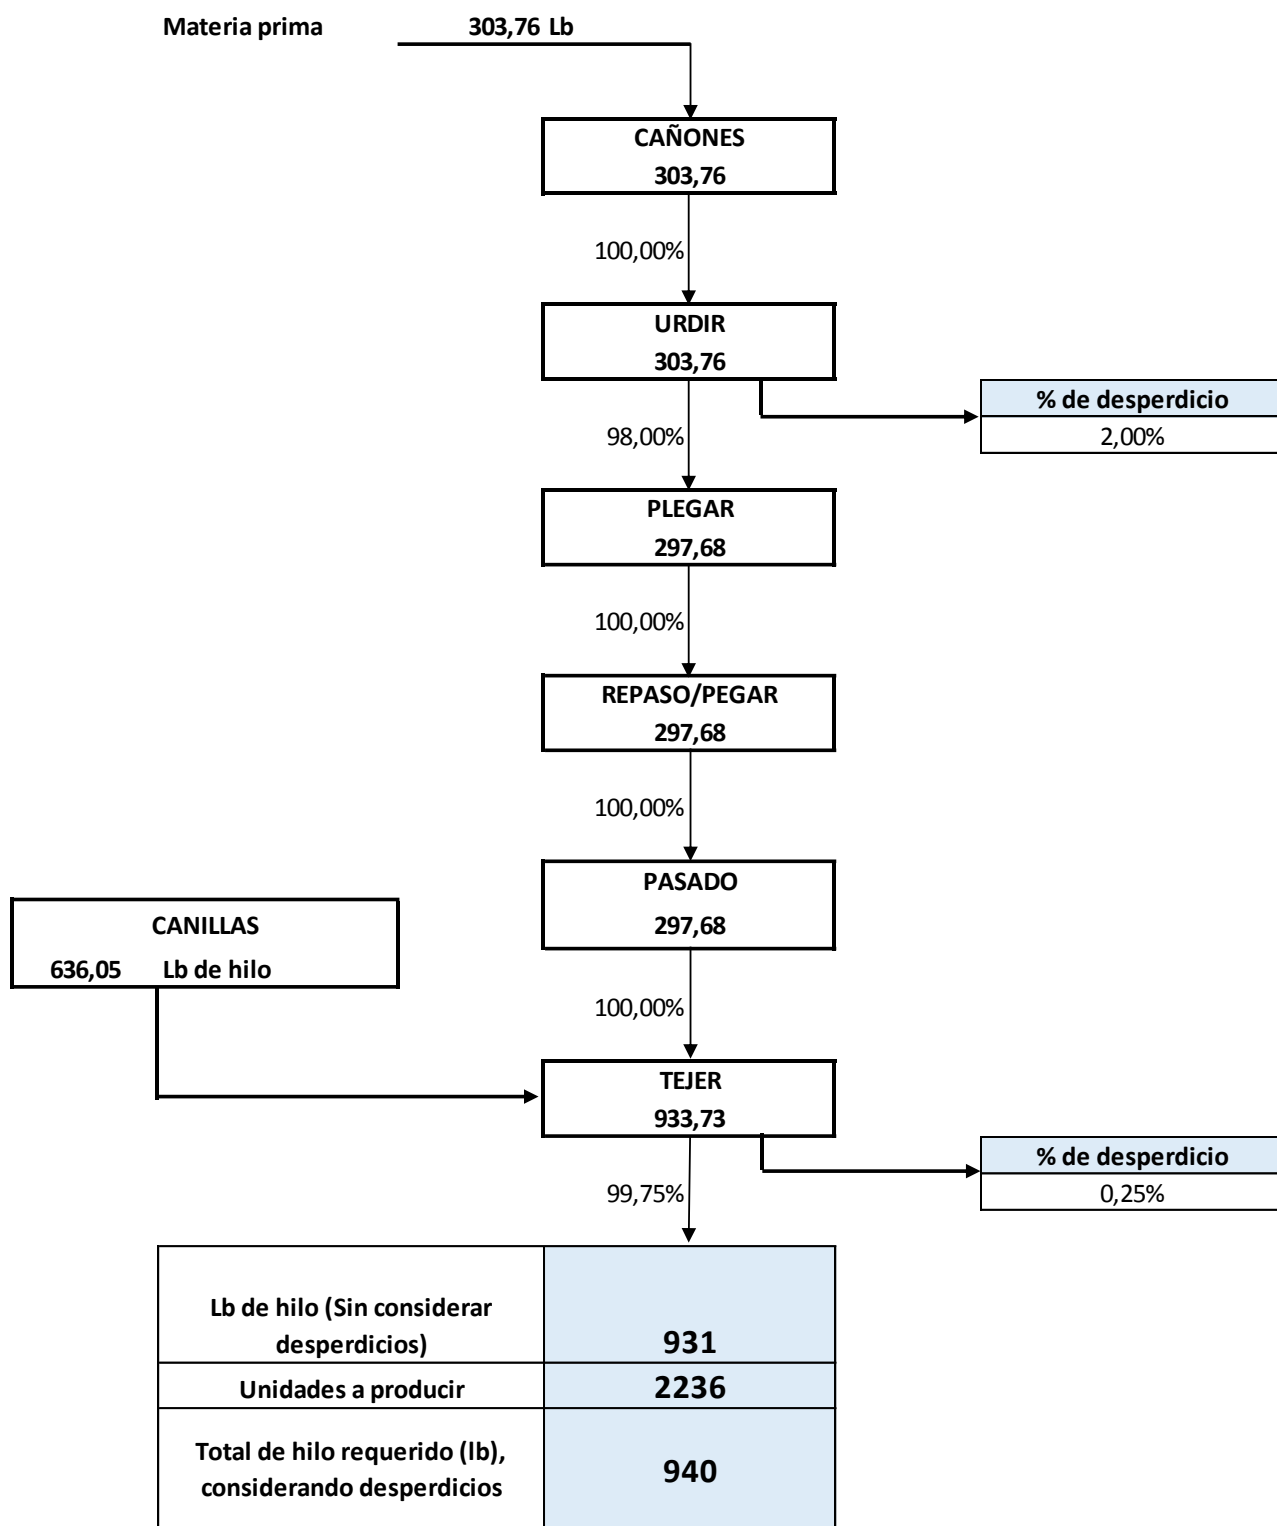 Materia prima 303,76 Lb
CAÑONES
303,76
100,00%
URDIR
303,76
% de desperdicio
2,00%
98,00%
PLEGAR
297,68
100,00%
REPASO/PEGAR
297,68
100,00%
PASADO
297,68
CANILLAS
636,05 Lb de hilo
100,00%
TEJER
933,73
% de desperdicio
0,25%
99,75%
Lb de hilo (Sin considerar
desperdicios) 931
Unidades a producir 2236
Total de hilo requerido (lb),
considerando desperdicios 940